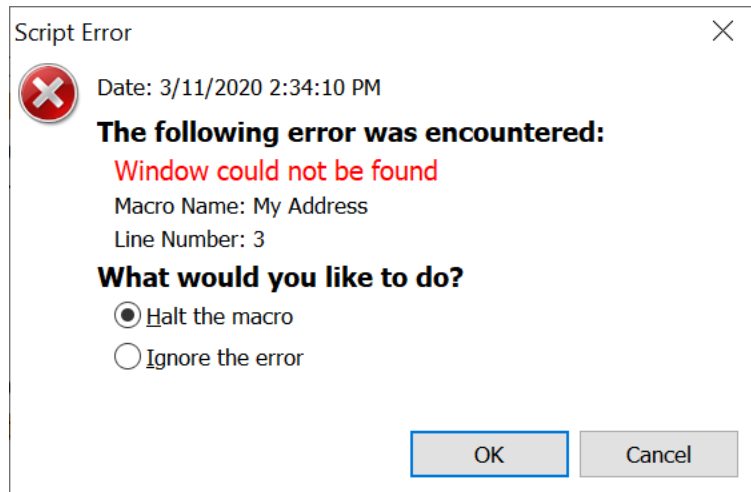 Script Error
Date: 3/11/2020 2:34:10 PM
The following error was encountered:
Window could not be found
Macro Name: My Address
Line Number: 3
What would you like to do?
Halt the macro
Ignore the error
OK
Cancel